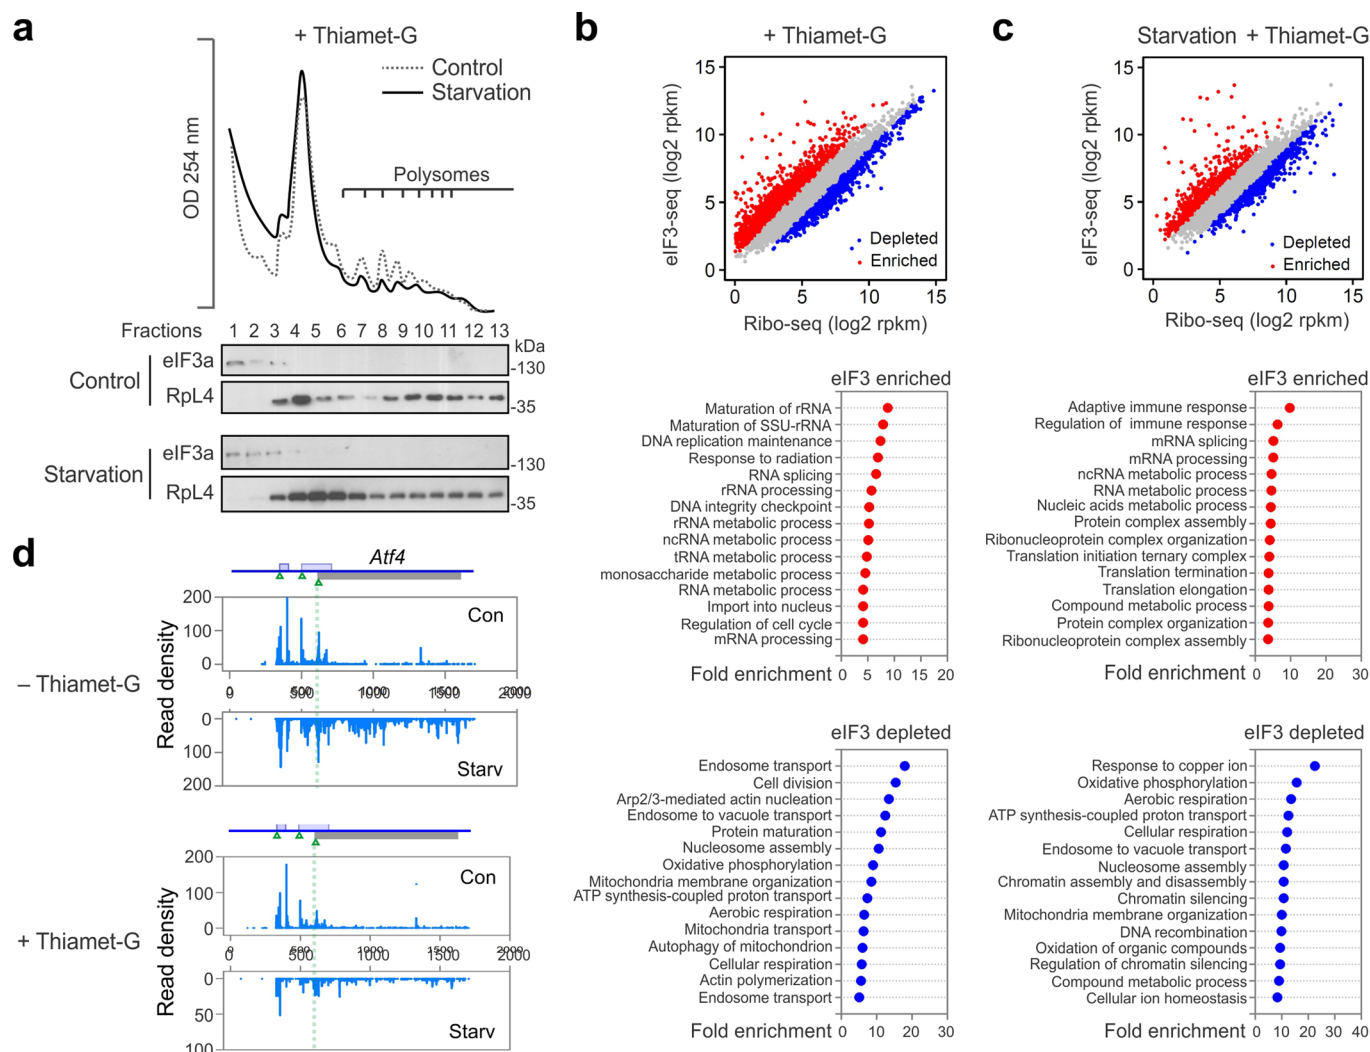 a
+ Thiamet-G
Control
Starvation
OD 254 nm
Polysomes
Fractions 1 2 3 4 5 6 7 8 9 10 11 12 13
kDa
Control
eIF3a
-130
RpL4
-35
Starvation
eIF3a
-130
RpL4
-35
b
+ Thiamet-G
eIF3-seq (log2 rpkm)
15
10
5
0
Depleted
Enriched
0 5 10 15
Ribo-seq (log2 rpkm)
eIF3 enriched
Maturation of rRNA
Maturation of SSU-rRNA
DNA replication maintenance
Response to radiation
RNA splicing
rRNA processing
DNA integrity checkpoint
rRNA metabolic process
ncRNA metabolic process
tRNA metabolic process
monosaccharide metabolic process
RNA metabolic process
Import into nucleus
Regulation of cell cycle
mRNA processing
Fold enrichment 0 5 10 15 20
eIF3 depleted
Endosome transport
Cell division
Arp2/3-mediated actin nucleation
Endosome to vacuole transport
Protein maturation
Nucleosome assembly
Oxidative phosphorylation
Mitochondria membrane organization
ATP synthesis-coupled proton transport
Aerobic respiration
Mitochondria transport
Autophagy of mitochondrion
Cellular respiration
Actin polymerization
Endosome transport
Fold enrichment 0 10 20 30
c
Starvation + Thiamet-G
eIF3-seq (log2 rpkm)
15
10
5
0
Depleted
Enriched
0 5 10 15
Ribo-seq (log2 rpkm)
eIF3 enriched
Adaptive immune response
Regulation of immune response
mRNA splicing
mRNA processing
ncRNA metabolic process
RNA metabolic process
Nucleic acids metabolic process
Protein complex assembly
Ribonucleoprotein complex organization
Translation initiation ternary complex
Translation termination
Translation elongation
Compound metabolic process
Protein complex organization
Ribonucleoprotein complex assembly
Fold enrichment 0 10 20 30
eIF3 depleted
Response to copper ion
Oxidative phosphorylation
Aerobic respiration
ATP synthesis-coupled proton transport
Cellular respiration
Endosome to vacuole transport
Nucleosome assembly
Chromatin assembly and disassembly
Chromatin silencing
Mitochondria membrane organization
DNA recombination
Oxidation of organic compounds
Regulation of chromatin silencing
Compound metabolic process
Cellular ion homeostasis
Fold enrichment 0 10 20 30 40
d
Atf4
– Thiamet-G
Read density
200
100
0
Con
0 500 1000 1500 2000
0
100
200
Starv
+ Thiamet-G
Read density
200
100
0
Con
0 500 1000 1500 2000
0
50
100
Starv